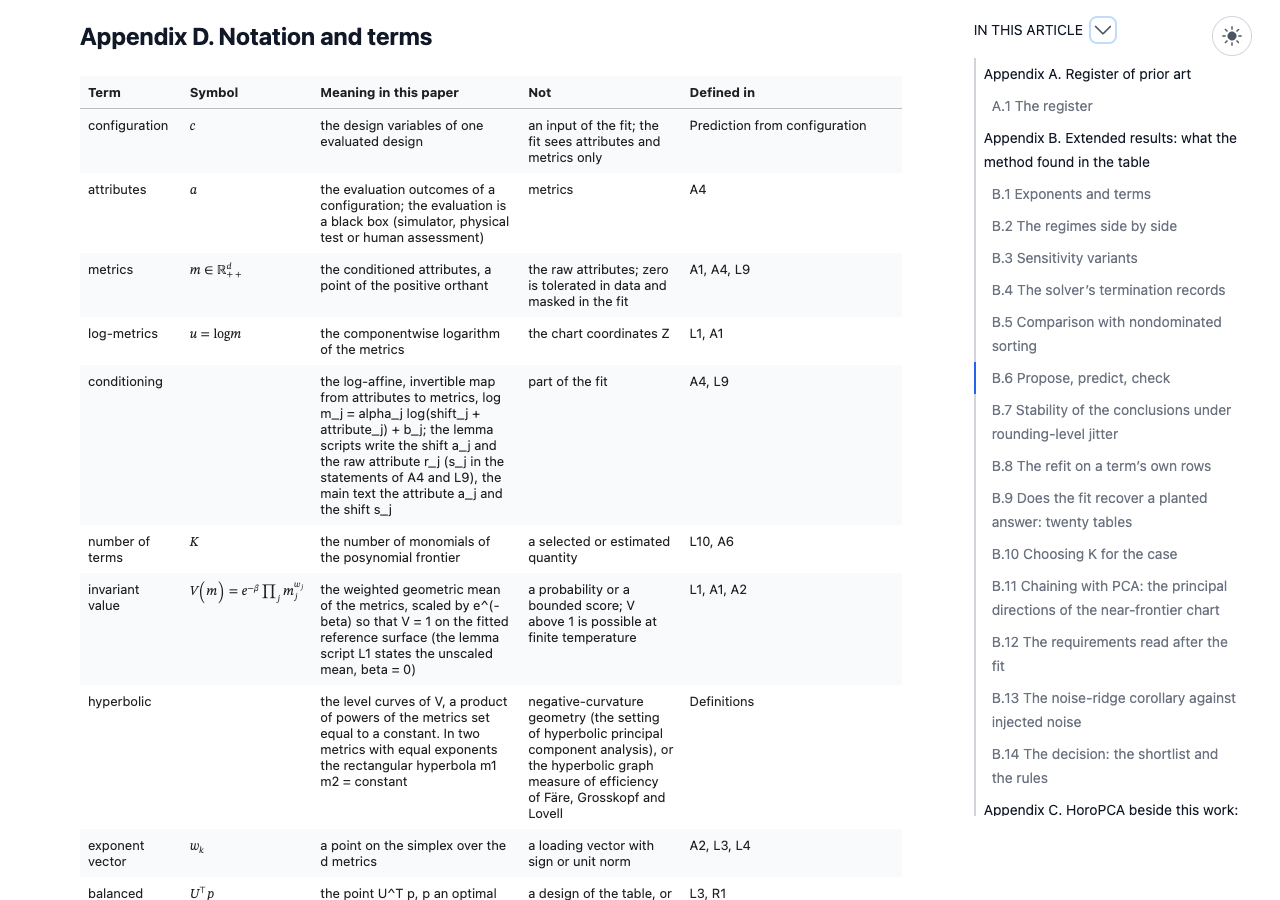 Appendix D. Notation and terms
Term Symbol Meaning in this paper Not Defined in
configuration c the design variables of one evaluated design an input of the fit; the fit sees attributes and metrics only Prediction from configuration
attributes a the evaluation outcomes of a configuration; the evaluation is a black box (simulator, physical test or human assessment) metrics A4
metrics m ∈ ℝ^d_++ the conditioned attributes, a point of the positive orthant the raw attributes; zero is tolerated in data and masked in the fit A1, A4, L9
log-metrics u = logm the componentwise logarithm of the metrics the chart coordinates Z L1, A1
conditioning the log-affine, invertible map from attributes to metrics, log m_j = alpha_j log(shift_j + attribute_j) + b_j; the lemma scripts write the shift a_j and the raw attribute r_j (s_j in the statements of A4 and L9), the main text the attribute a_j and the shift s_j part of the fit A4, L9
number of terms K the number of monomials of the posynomial frontier a selected or estimated quantity L10, A6
invariant value V(m) = e^−β ∏_j m_j^w_j the weighted geometric mean of the metrics, scaled by e^(-beta) so that V = 1 on the fitted reference surface (the lemma script L1 states the unscaled mean, beta = 0) a probability or a bounded score; V above 1 is possible at finite temperature L1, A1, A2
hyperbolic the level curves of V, a product of powers of the metrics set equal to a constant. In two metrics with equal exponents the rectangular hyperbola m1 m2 = constant negative-curvature geometry (the setting of hyperbolic principal component analysis), or the hyperbolic graph measure of efficiency of Färe, Grosskopf and Lovell Definitions
exponent vector w_k a point on the simplex over the d metrics a loading vector with sign or unit norm A2, L3, L4
balanced U^⊤ p the point U^T p, p an optimal a design of the table, or L3, R1
IN THIS ARTICLE
Appendix A. Register of prior art
A.1 The register
Appendix B. Extended results: what the
method found in the table
B.1 Exponents and terms
B.2 The regimes side by side
B.3 Sensitivity variants
B.4 The solver’s termination records
B.5 Comparison with nondominated
sorting
B.6 Propose, predict, check
B.7 Stability of the conclusions under
rounding-level jitter
B.8 The refit on a term’s own rows
B.9 Does the fit recover a planted
answer: twenty tables
B.10 Choosing K for the case
B.11 Chaining with PCA: the principal
directions of the near-frontier chart
B.12 The requirements read after the
fit
B.13 The noise-ridge corollary against
injected noise
B.14 The decision: the shortlist and
the rules
Appendix C. HoroPCA beside this work: